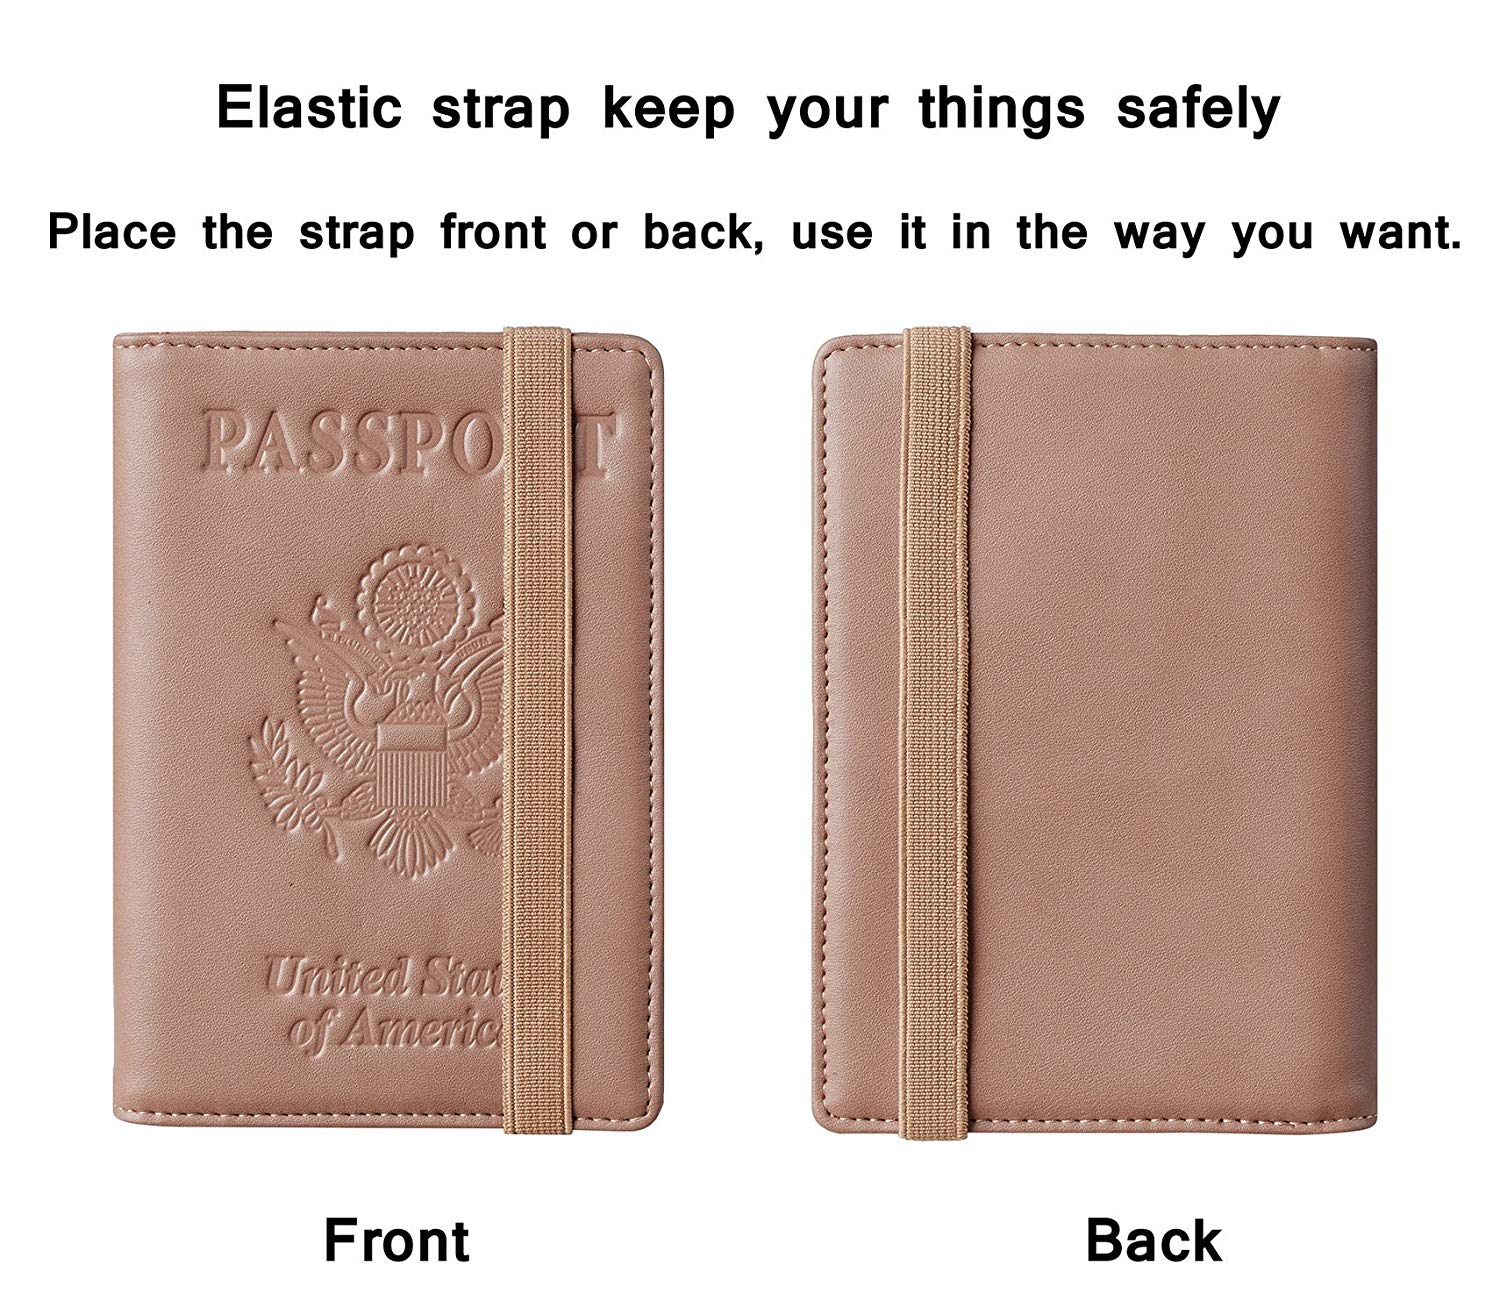 Elastic strap keep your things safely
Place the strap front or back, use it in the way you want.
PASSPO T
United Stat
of Americ
Front
Back